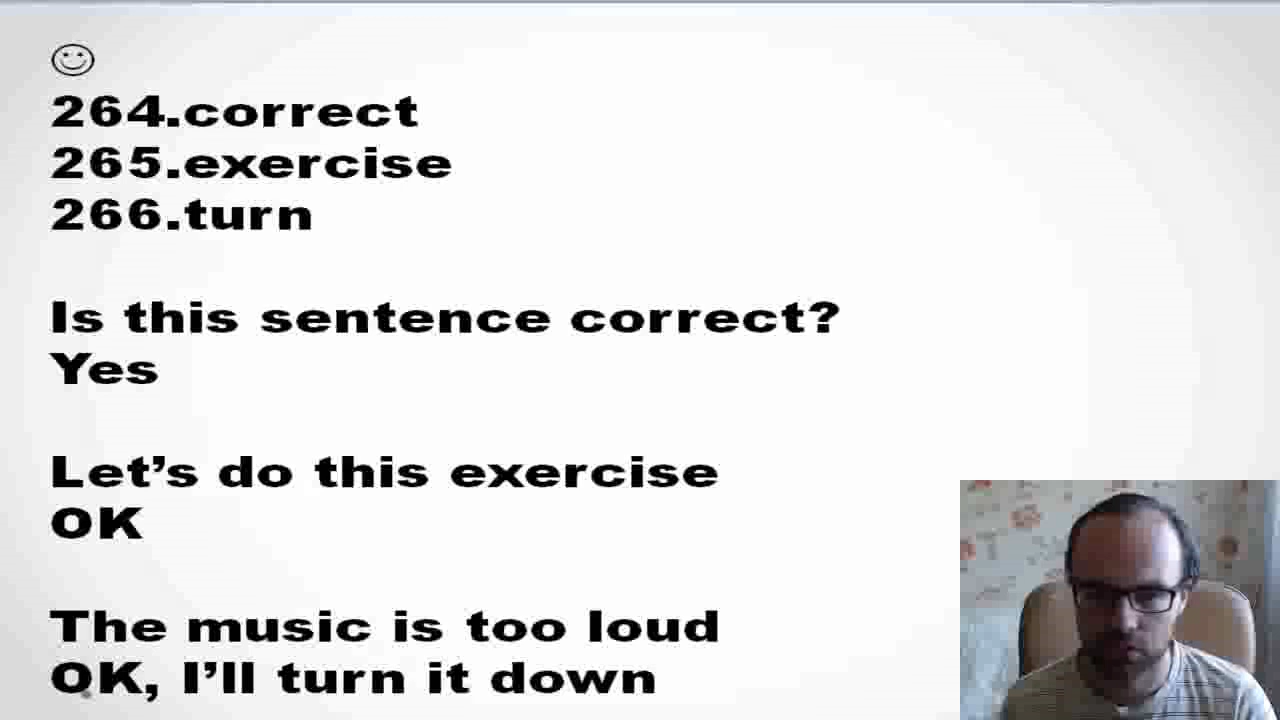 264.correct
265.exercise
266.turn
Is this sentence correct?
Yes
Let's do this exercise
OK
The music is too loud
OK, I'll turn it down